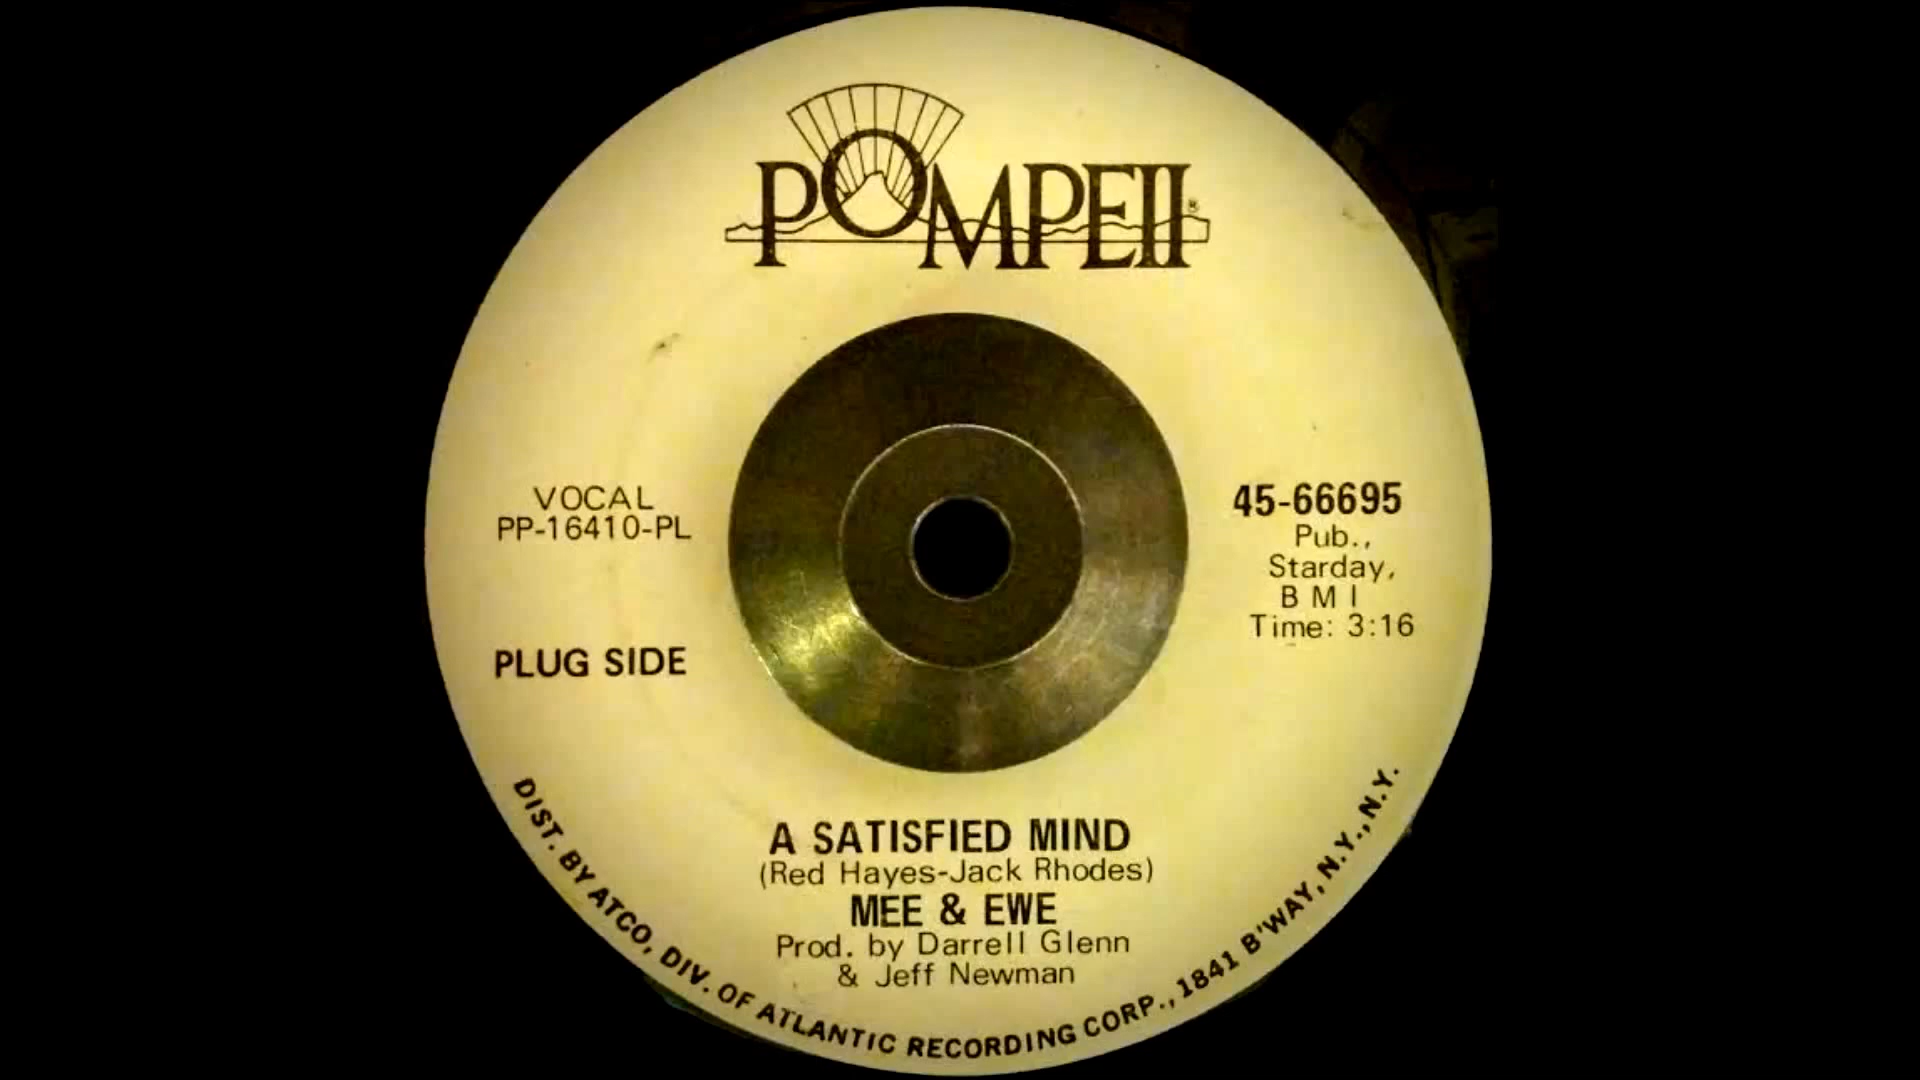 POMPEII®
VOCAL
PP-16410-PL
PLUG SIDE
45-66695
Pub.,
Starday,
B M I
Time: 3:16
A SATISFIED MIND
(Red Hayes-Jack Rhodes)
MEE & EWE
Prod. by Darrell Glenn
& Jeff Newman
DIST. BY ATCO, DIV. OF ATLANTIC RECORDING CORP., 1841 B'WAY, N.Y., N.Y.